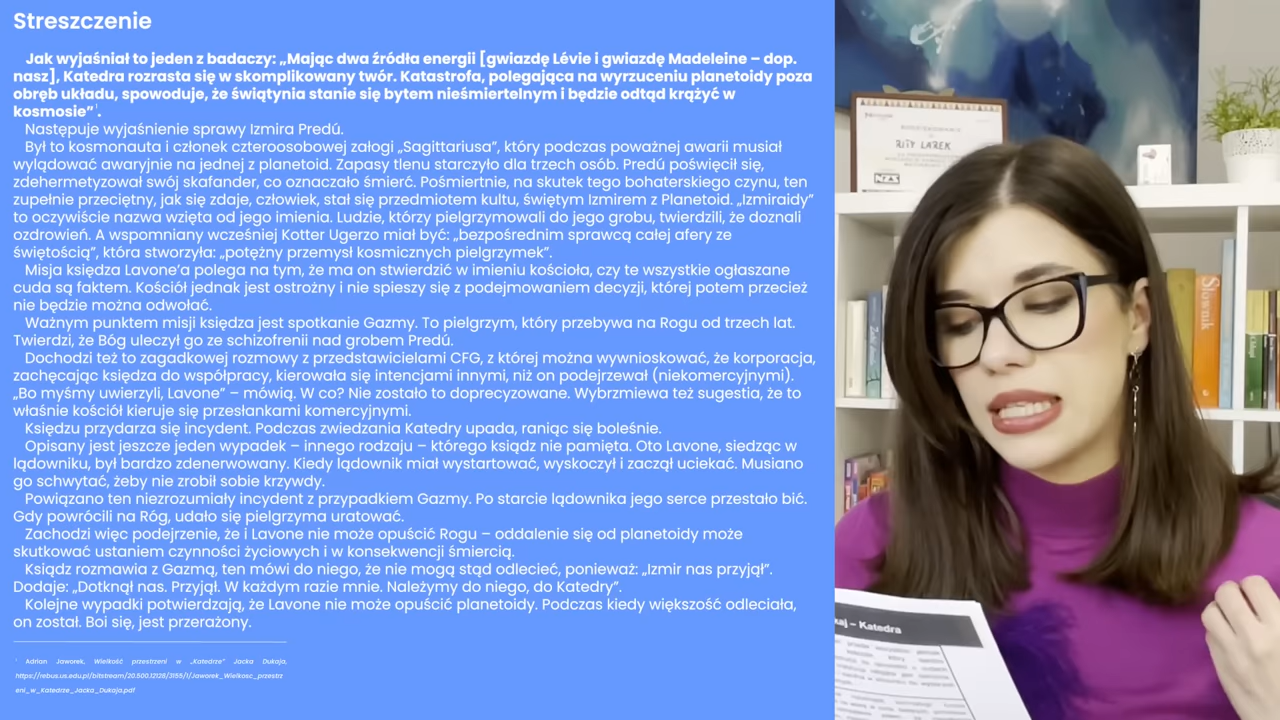 Streszczenie
Jak wyjaśniał to jeden z badaczy: „Mając dwa źródła energii [gwiazdę Lévie i gwiazdę Madeleine – dop.
nasz], Katedra rozrasta się w skomplikowany twór. Katastrofa, polegająca na wyrzuceniu planetoidy poza
obręb układu, spowoduje, że świątynia stanie się bytem nieśmiertelnym i będzie odtąd krążyć w
kosmosie”¹.
Następuje wyjaśnienie sprawy Izmira Predú.
Był to kosmonauta i członek czteroosobowej załogi „Sagittariusa”, który podczas poważnej awarii musiał
wylądować awaryjnie na jednej z planetoid. Zapasy tlenu starczyło dla trzech osób. Predú poświęcił się,
zdehermetyzował swój skafander, co oznaczało śmierć. Pośmiertnie, na skutek tego bohaterskiego czynu, ten
zupełnie przeciętny, jak się zdaje, człowiek, stał się przedmiotem kultu, świętym Izmirem z Planetoid. „Izmiraidy”
to oczywiście nazwa wzięta od jego imienia. Ludzie, którzy pielgrzymowali do jego grobu, twierdzili, że doznali
ozdrowień. A wspomniany wcześniej Kotter Ugerzo miał być: „bezpośrednim sprawcą całej afery ze
świętością”, która stworzyła: „potężny przemysł kosmicznych pielgrzymek”.
Misja księdza Lavone’a polega na tym, że ma on stwierdzić w imieniu kościoła, czy te wszystkie ogłaszane
cuda są faktem. Kościół jednak jest ostrożny i nie spieszy się z podejmowaniem decyzji, której potem przecież
nie będzie można odwołać.
Ważnym punktem misji księdza jest spotkanie Gazmy. To pielgrzym, który przebywa na Rogu od trzech lat.
Twierdzi, że Bóg uleczył go ze schizofrenii nad grobem Predú.
Dochodzi też to zagadkowej rozmowy z przedstawicielami CFG, z której można wywnioskować, że korporacja,
zachęcając księdza do współpracy, kierowała się intencjami innymi, niż on podejrzewał (niekomercyjnymi).
„Bo myśmy uwierzyli, Lavone” – mówią. W co? Nie zostało to doprecyzowane. Wybrzmiewa też sugestia, że to
właśnie kościół kieruje się przesłankami komercyjnymi.
Księdzu przydarza się incydent. Podczas zwiedzania Katedry upada, raniąc się boleśnie.
Opisany jest jeszcze jeden wypadek – innego rodzaju – którego ksiądz nie pamięta. Oto Lavone, siedząc w
lądowniku, był bardzo zdenerwowany. Kiedy lądownik miał wystartować, wyskoczył i zaczął uciekać. Musiano
go schwytać, żeby nie zrobił sobie krzywdy.
Powiązano ten niezrozumiały incydent z przypadkiem Gazmy. Po starcie lądownika jego serce przestało bić.
Gdy powrócili na Róg, udało się pielgrzyma uratować.
Zachodzi więc podejrzenie, że i Lavone nie może opuścić Rogu – oddalenie się od planetoidy może
skutkować ustaniem czynności życiowych i w konsekwencji śmiercią.
Ksiądz rozmawia z Gazmą, ten mówi do niego, że nie mogą stąd odlecieć, ponieważ: „Izmir nas przyjął”.
Dodaje: „Dotknął nas. Przyjął. W każdym razie mnie. Należymy do niego, do Katedry”.
Kolejne wypadki potwierdzają, że Lavone nie może opuścić planetoidy. Podczas kiedy większość odleciała,
on został. Boi się, jest przerażony.
¹ Adrian Jaworek, Wielkość przestrzeni w „Katedrze” Jacka Dukaja,
https://rebus.us.edu.pl/bitstream/20.500.12128/3155/1/Jaworek_Wielkosc_przestrz
eni_w_Katedrze_Jacka_Dukaja.pdf
RITY LAREK
Słownik
kaj – Katedra